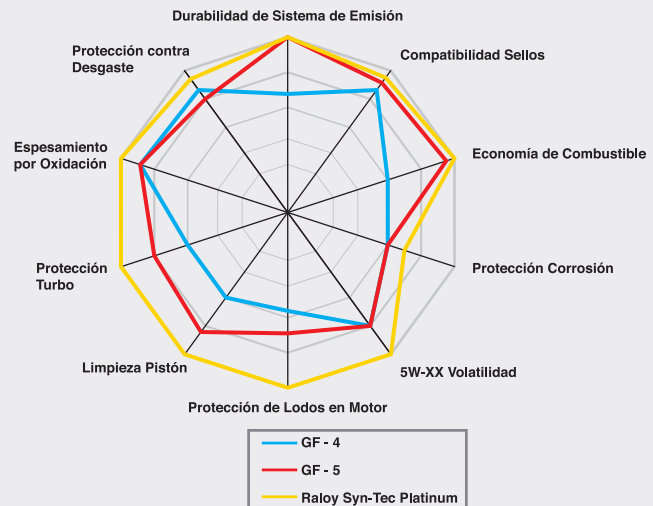 Durabilidad de Sistema de Emisión
Protección contra
Desgaste
Compatibilidad Sellos
Espesamiento
por Oxidación
Economía de Combustible
Protección
Turbo
Protección Corrosión
Limpieza Pistón
5W-XX Volatilidad
Protección de Lodos en Motor
GF - 4
GF - 5
Raloy Syn-Tec Platinum